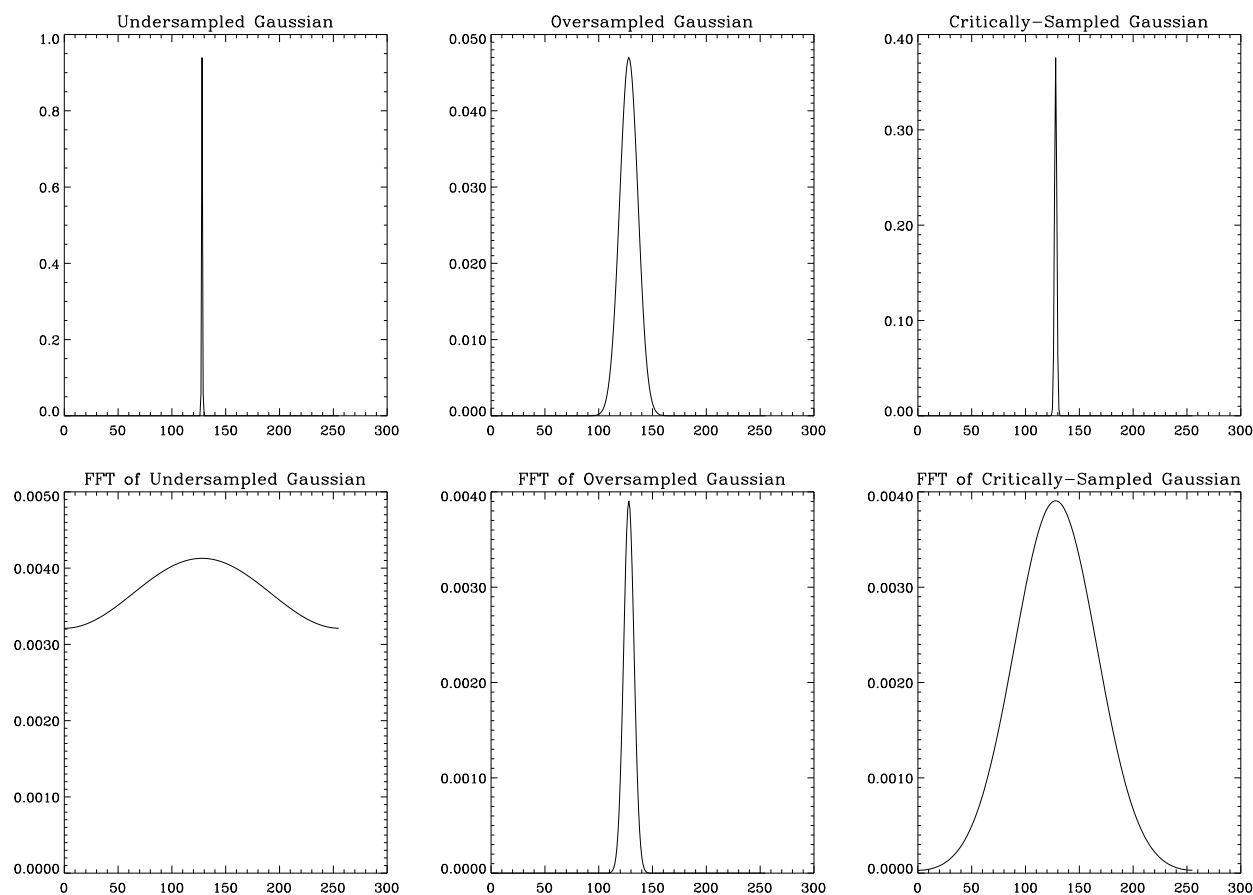 Undersampled Gaussian
1.0
0.8
0.6
0.4
0.2
0.0
0 50 100 150 200 250 300
Oversampled Gaussian
0.050
0.040
0.030
0.020
0.010
0.000
0 50 100 150 200 250 300
Critically-Sampled Gaussian
0.40
0.30
0.20
0.10
0.00
0 50 100 150 200 250 300
FFT of Undersampled Gaussian
0.0050
0.0040
0.0030
0.0020
0.0010
0.0000
0 50 100 150 200 250 300
FFT of Oversampled Gaussian
0.0040
0.0030
0.0020
0.0010
0.0000
0 50 100 150 200 250 300
FFT of Critically-Sampled Gaussian
0.0040
0.0030
0.0020
0.0010
0.0000
0 50 100 150 200 250 300